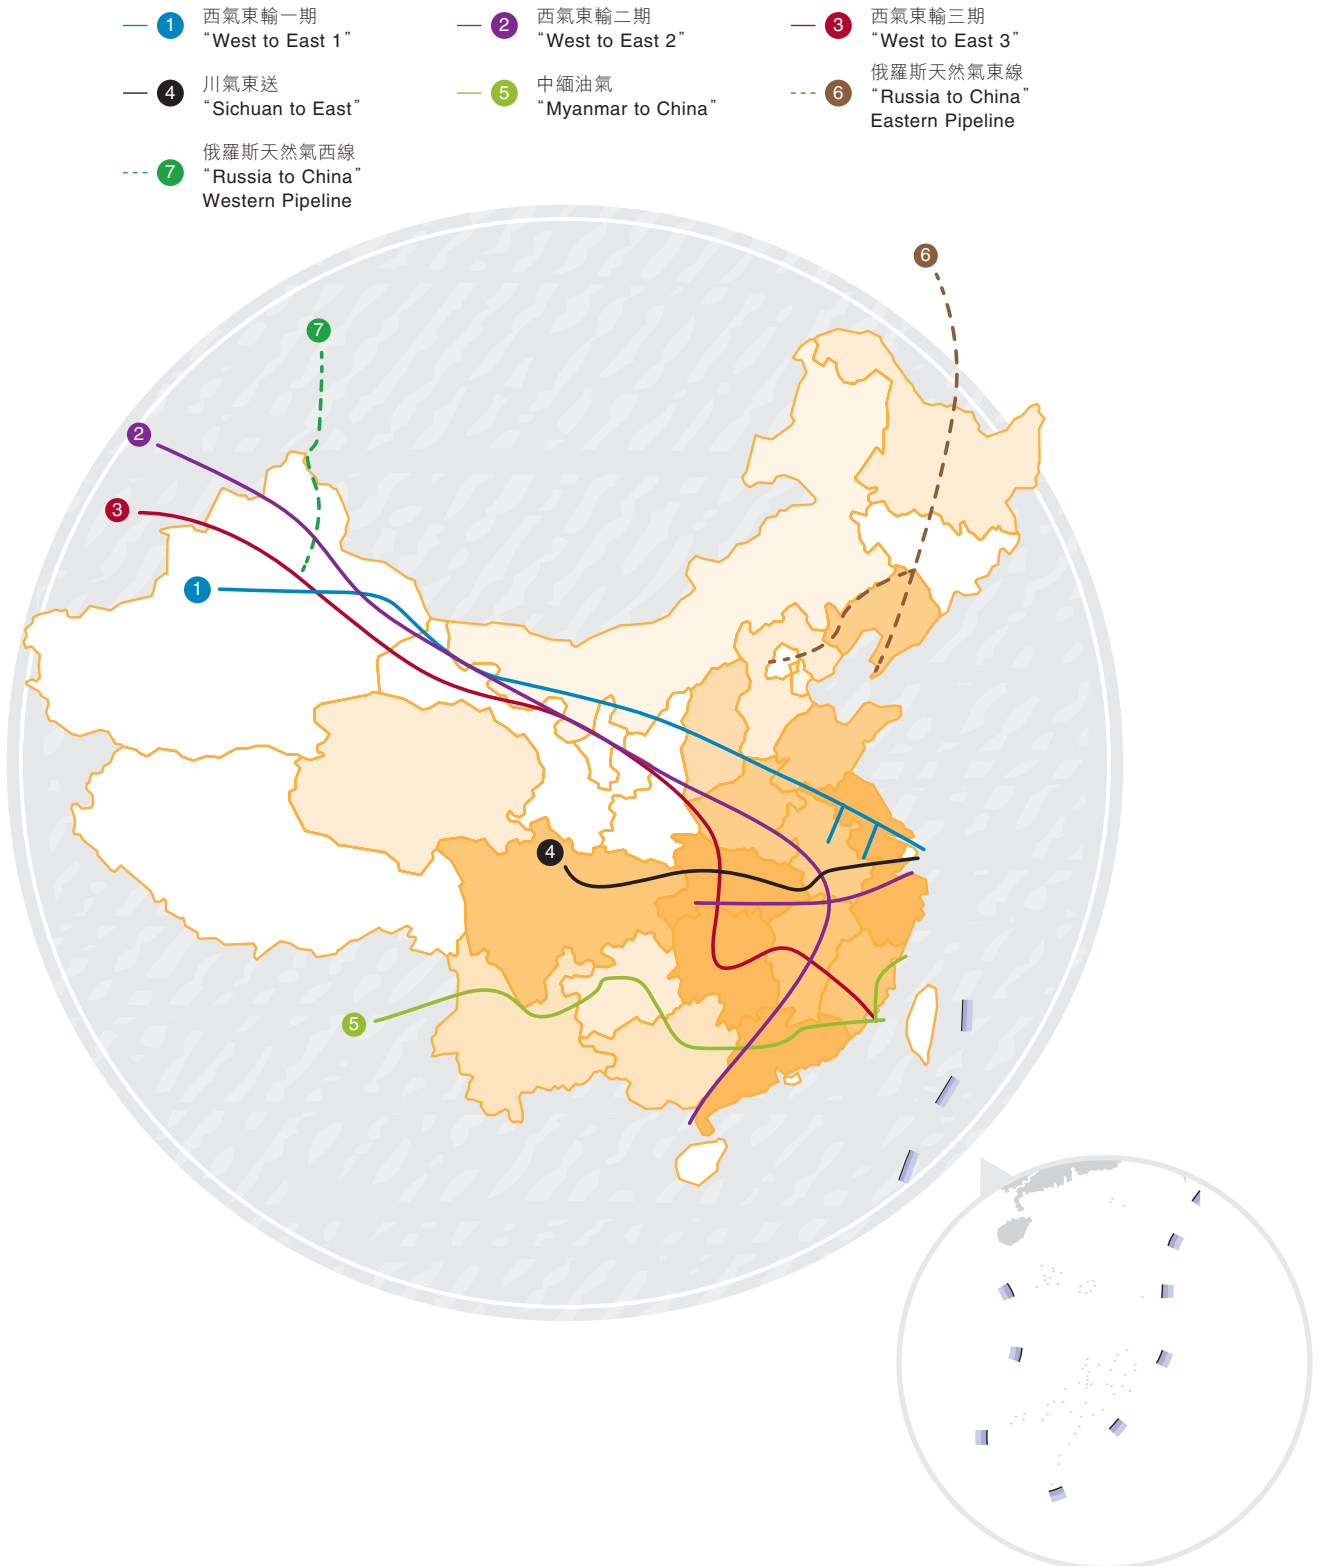 1 西氣東輸一期
“West to East 1”
2 西氣東輸二期
“West to East 2”
3 西氣東輸三期
“West to East 3”
4 川氣東送
“Sichuan to East”
5 中緬油氣
“Myanmar to China”
6 俄羅斯天然氣東線
“Russia to China”
Eastern Pipeline
7 俄羅斯天然氣西線
“Russia to China”
Western Pipeline
6
7
2
3
1
4
5